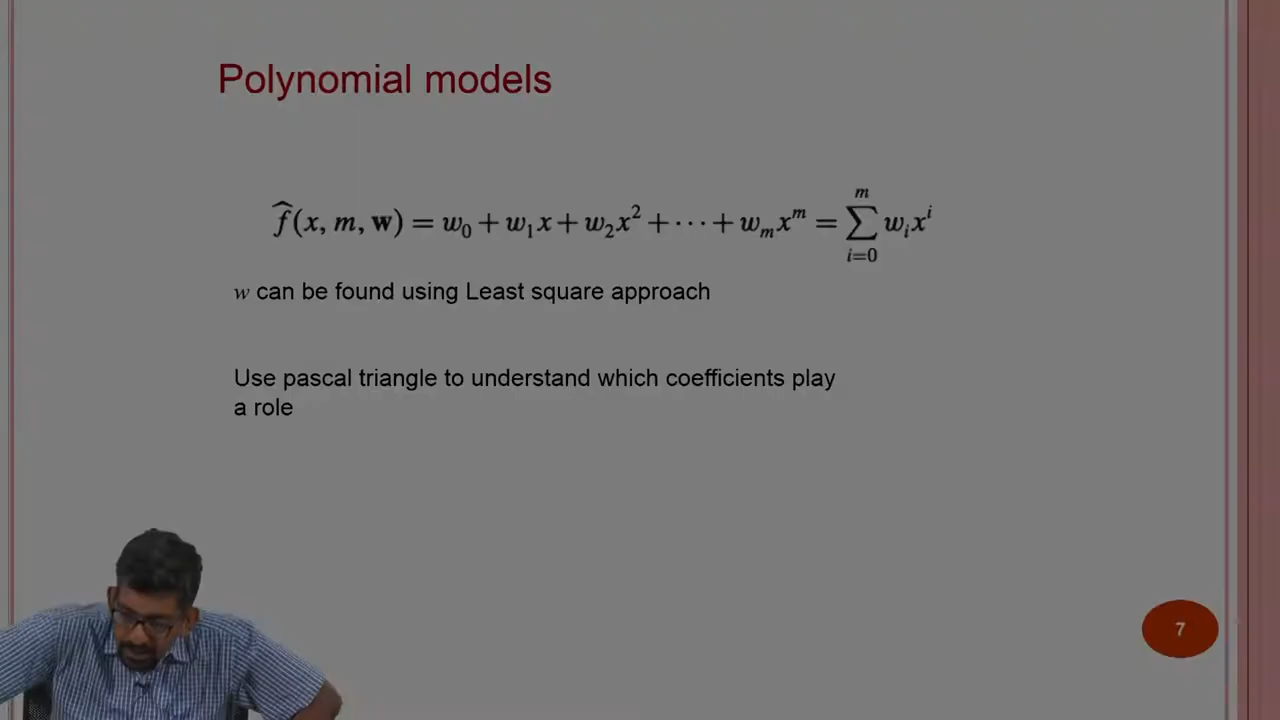 Polynomial models
f̂(x, m, w) = w₀ + w₁x + w₂x² + ··· + wₘxᵐ = ∑ᵢ₌₀ᵐ wᵢxⁱ
w can be found using Least square approach
Use pascal triangle to understand which coefficients play
a role
7